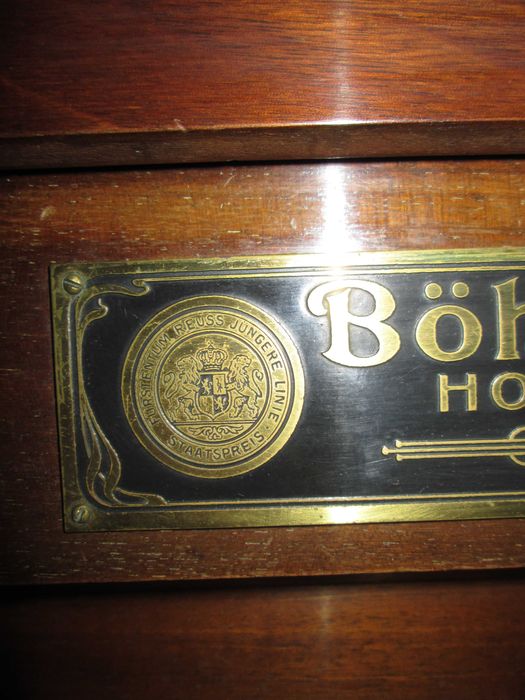 FÜRSTENTUM REUSS JÜNGERE LINIE
• STAATSPREIS •
Böh
HO